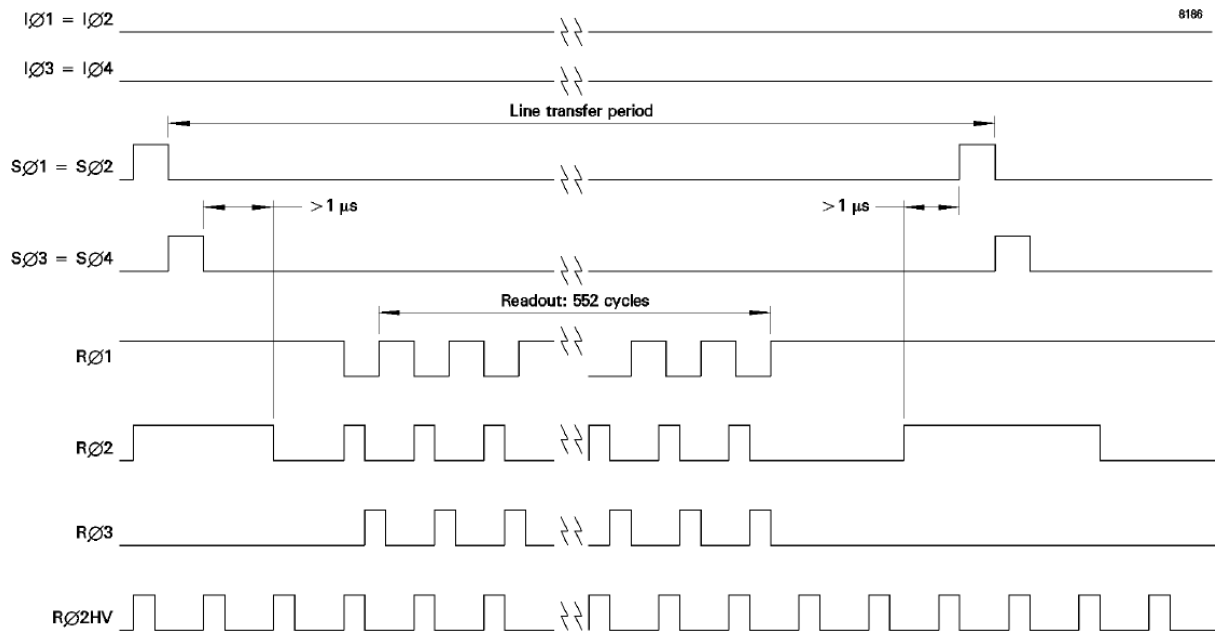 8186
IØ1 = IØ2
IØ3 = IØ4
Line transfer period
SØ1 = SØ2
>1 µs
>1 µs
SØ3 = SØ4
Readout: 552 cycles
RØ1
RØ2
RØ3
RØ2HV